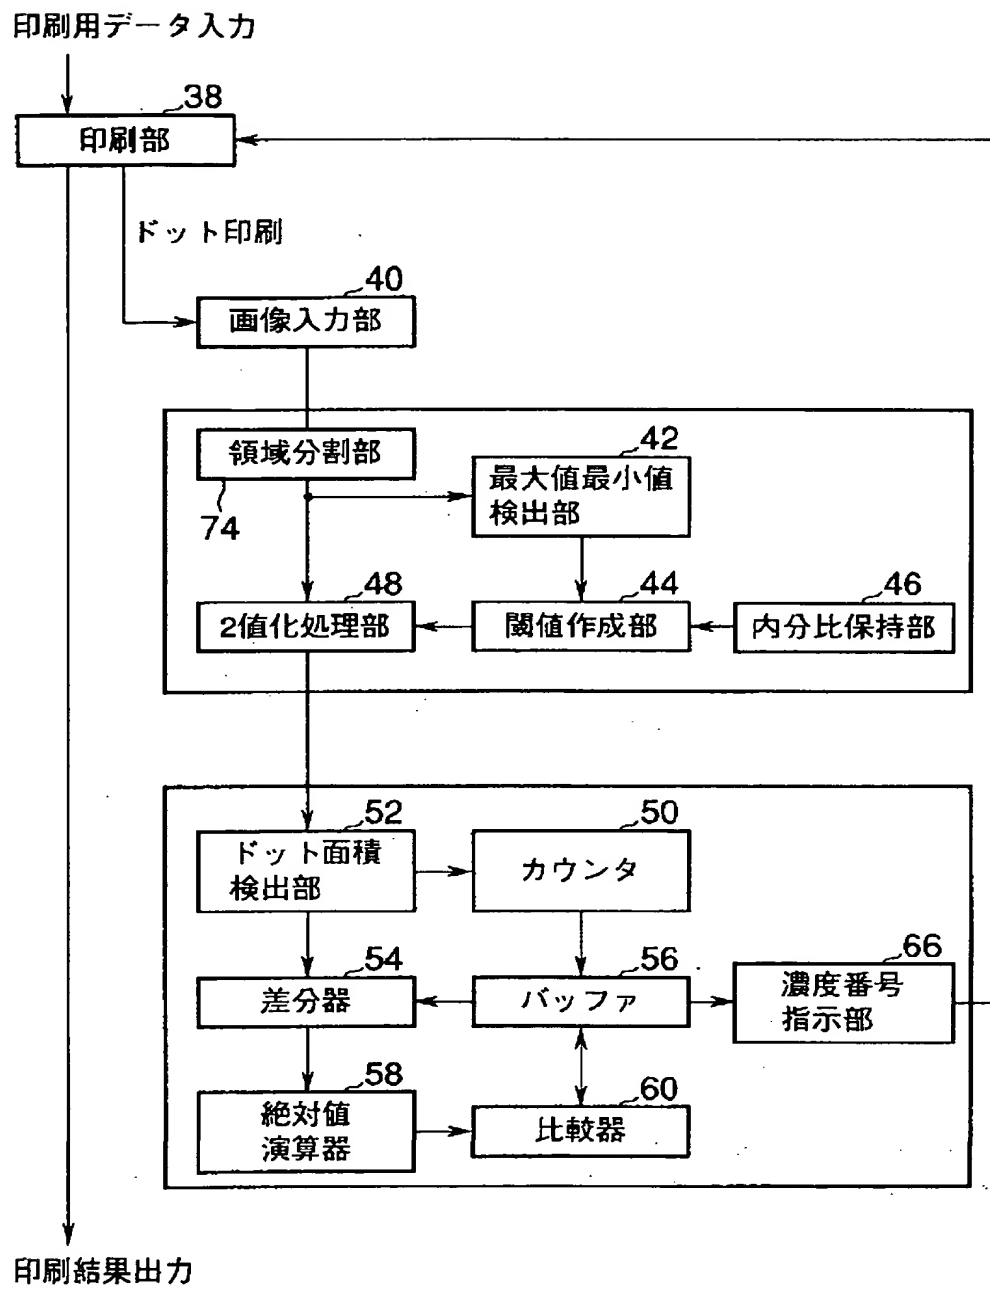 印刷用データ入力
38
印刷部
ドット印刷
40
画像入力部
領域分割部
74
42
最大値最小値
検出部
48
2値化処理部
44
閾値作成部
46
内分比保持部
52
ドット面積
検出部
50
カウンタ
54
差分器
56
バッファ
66
濃度番号
指示部
58
絶対値
演算器
60
比較器
印刷結果出力